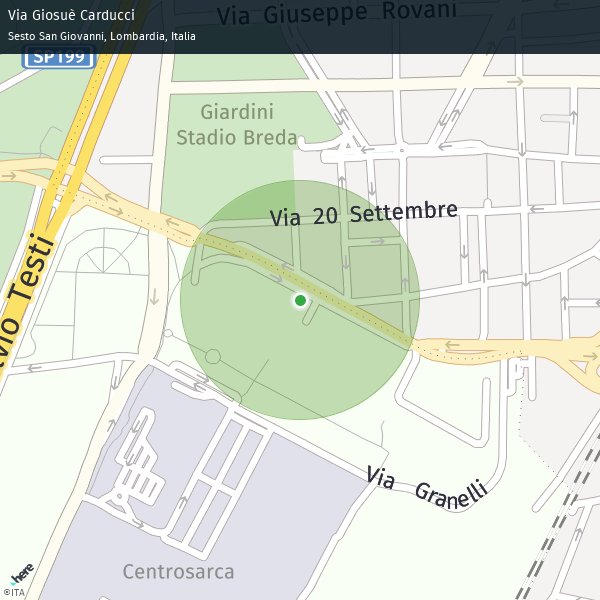 Via Giosuè Carducci
Sesto San Giovanni, Lombardia, Italia
Via Giuseppe Rovani
SP199
Giardini
Stadio Breda
Via 20 Settembre
Testi
Via Granelli
Centrosarca
here
©ITA